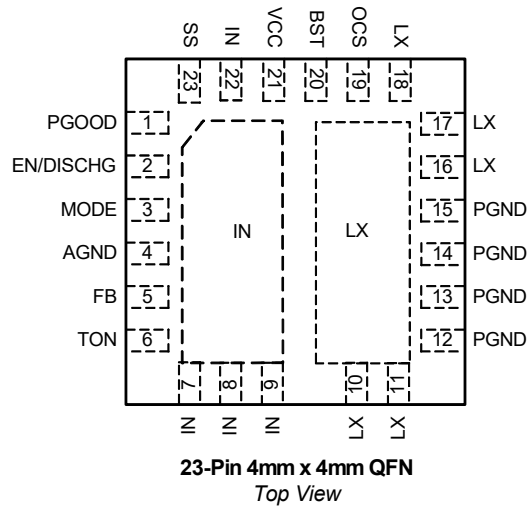 SS IN VCC BST OCS LX
23 22 21 20 19 18
PGOOD 1 17 LX
EN/DISCHG 2 16 LX
MODE 3 15 PGND
AGND 4 IN LX 14 PGND
FB 5 13 PGND
TON 6 12 PGND
7 8 9 10 11
IN IN IN LX LX
23-Pin 4mm x 4mm QFN
Top View